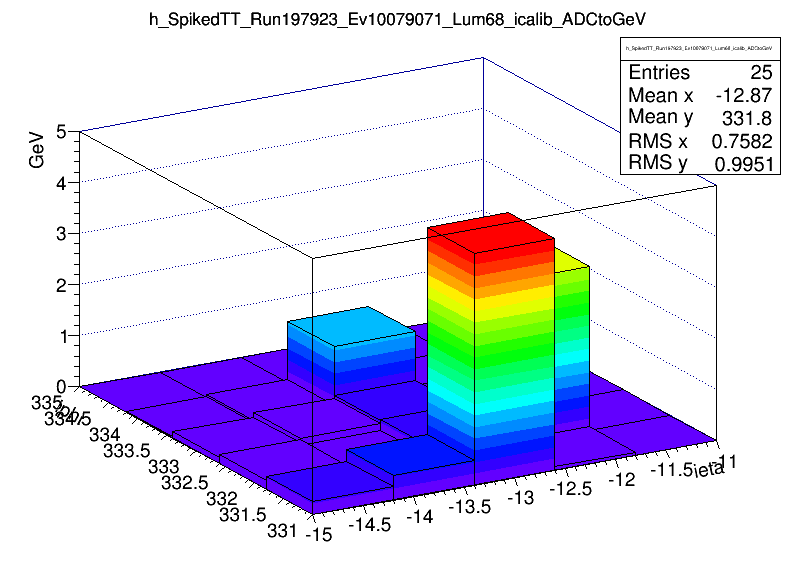 h_SpikedTT_Run197923_Ev10079071_Lum68_icalib_ADCtoGeV
h_SpikedTT_Run197923_Ev10079071_Lum68_icalib_ADCtoGeV
Entries 25
Mean x -12.87
Mean y 331.8
RMS x 0.7582
RMS y 0.9951
GeV
5
4
3
2
1
0
335
334.5
334
333.5
333
332.5
332
331.5
331
-15
-14.5
-14
-13.5
-13
-12.5
-12
-11.5
-11
ieta